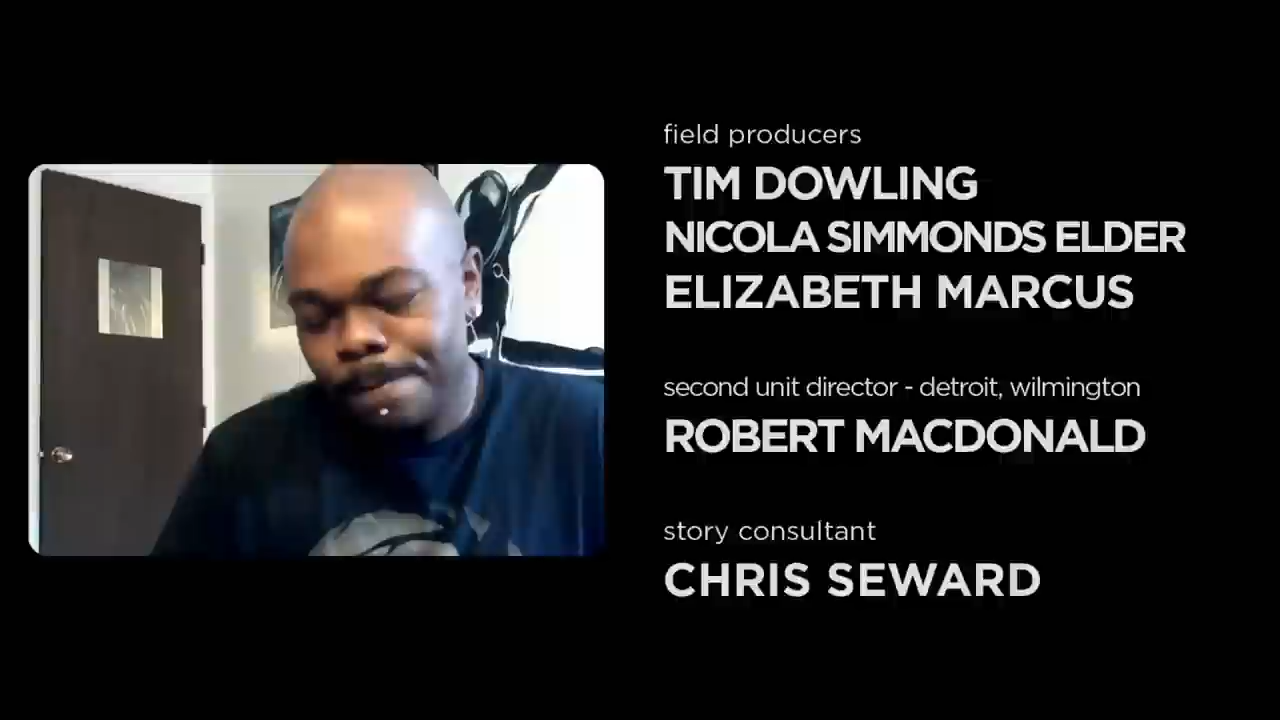 field producers
TIM DOWLING
NICOLA SIMMONDS ELDER
ELIZABETH MARCUS
second unit director - detroit, wilmington
ROBERT MACDONALD
story consultant
CHRIS SEWARD